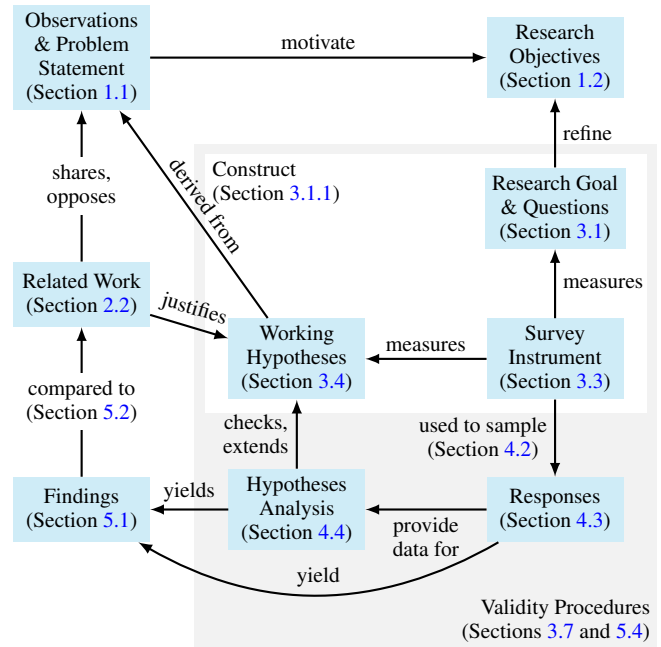 Observations
& Problem
Statement
(Section 1.1)
motivate
Research
Objectives
(Section 1.2)
refine
shares,
opposes
derived from
Construct
(Section 3.1.1)
Research Goal
& Questions
(Section 3.1)
Related Work
(Section 2.2)
justifies
measures
Working
Hypotheses
(Section 3.4)
measures
Survey
Instrument
(Section 3.3)
compared to
(Section 5.2)
checks,
extends
used to sample
(Section 4.2)
Findings
(Section 5.1)
yields
Hypotheses
Analysis
(Section 4.4)
provide
data for
Responses
(Section 4.3)
yield
Validity Procedures
(Sections 3.7 and 5.4)